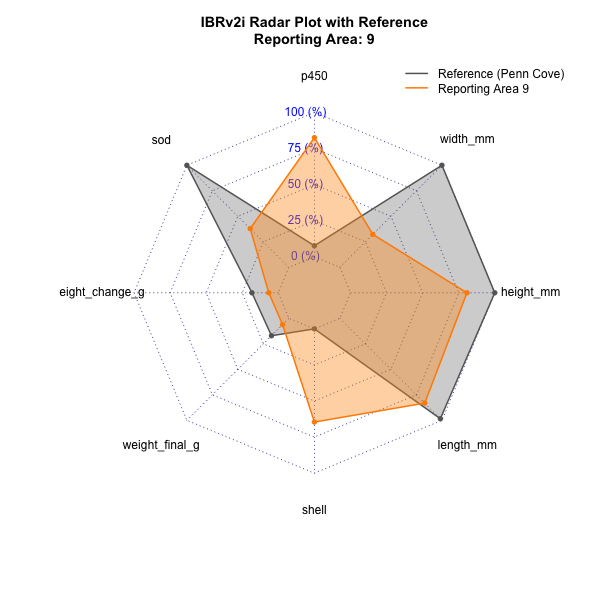 IBRv2i Radar Plot with Reference
Reporting Area: 9
p450
Reference (Penn Cove)
Reporting Area 9
100 (%)
sod
width_mm
75 (%)
50 (%)
25 (%)
0 (%)
eight_change_g
height_mm
weight_final_g
length_mm
shell